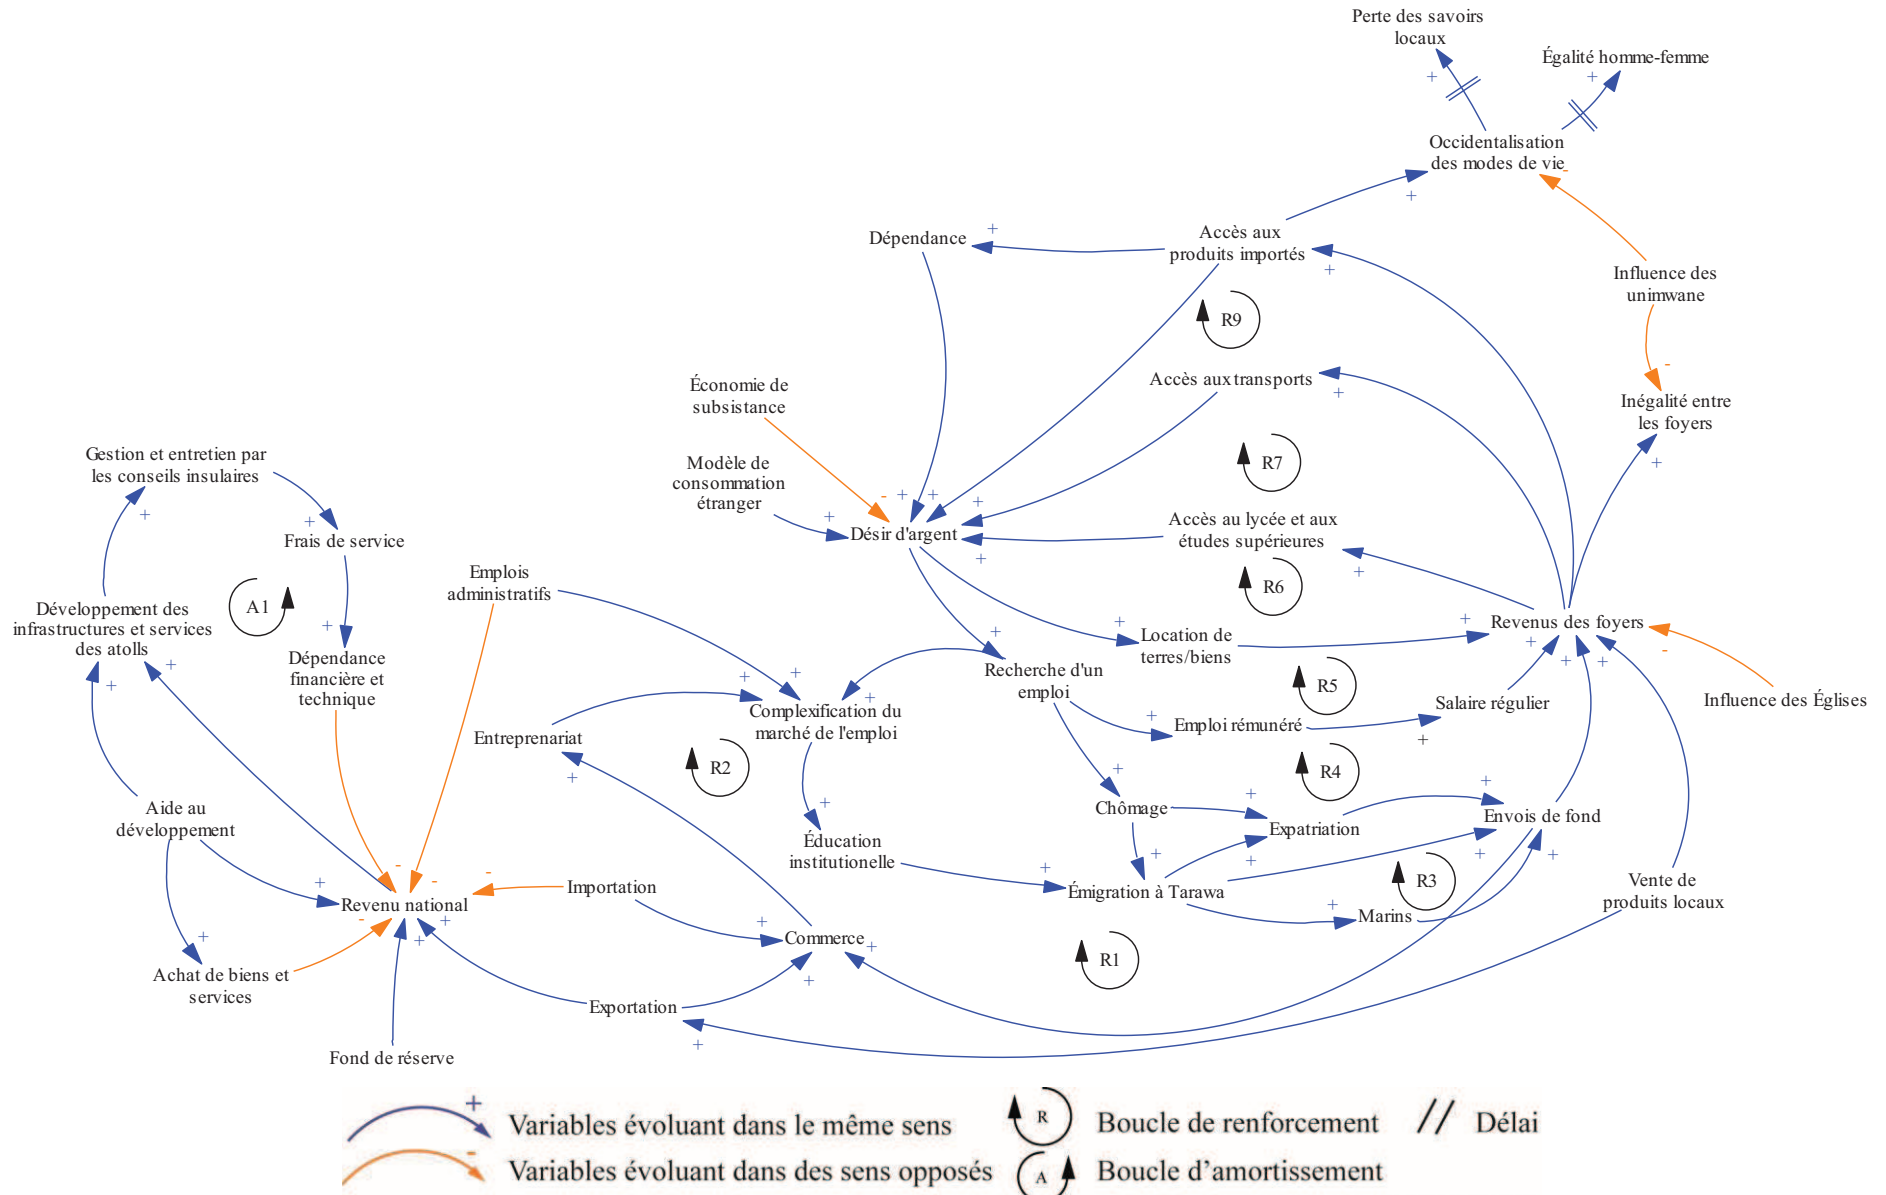 Perte des savoirs
locaux
Égalité homme-femme
Occidentalisation
des modes de vie
Dépendance
Accès aux
produits importés
Influence des
unimwane
R9
Économie de
subsistance
Accès aux transports
Inégalité entre
les foyers
Gestion et entretien par
les conseils insulaires
Modèle de
consommation
étranger
R7
Frais de service
Désir d'argent
Accès au lycée et aux
études supérieures
Emplois
administratifs
R6
A1
Développement des
infrastructures et services
des atolls
Revenus des foyers
Location de
terres/biens
Dépendance
financière et
technique
Recherche d'un
emploi
R5
Influence des Églises
Salaire régulier
Complexification du
marché de l'emploi
Emploi rémunéré
Entreprenariat
R2
R4
Aide au
développement
Chômage
Expatriation
Envois de fond
Éducation
institutionelle
R3
Importation
Émigration à Tarawa
Vente de
produits locaux
Revenu national
Marins
Commerce
R1
Achat de biens et
services
Exportation
Fond de réserve
+ Variables évoluant dans le même sens
R Boucle de renforcement
// Délai
- Variables évoluant dans des sens opposés
A Boucle d'amortissement